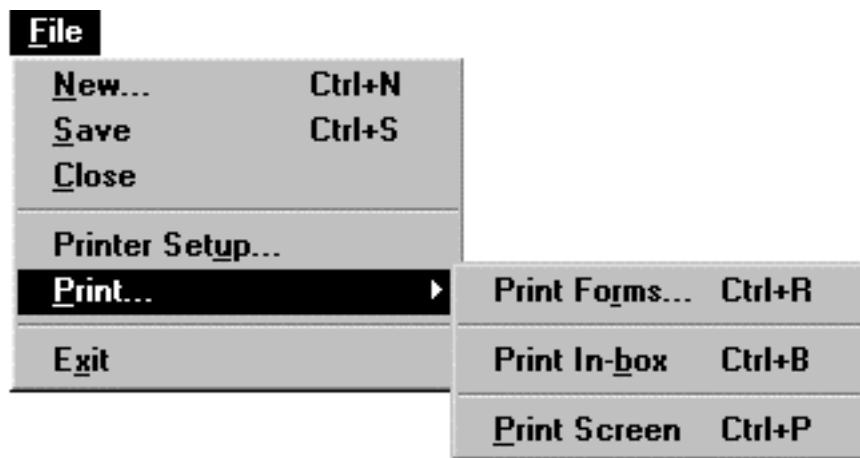 File
New... Ctrl+N
Save Ctrl+S
Close
Printer Setup...
Print...
Print Forms... Ctrl+R
Exit
Print In-box Ctrl+B
Print Screen Ctrl+P